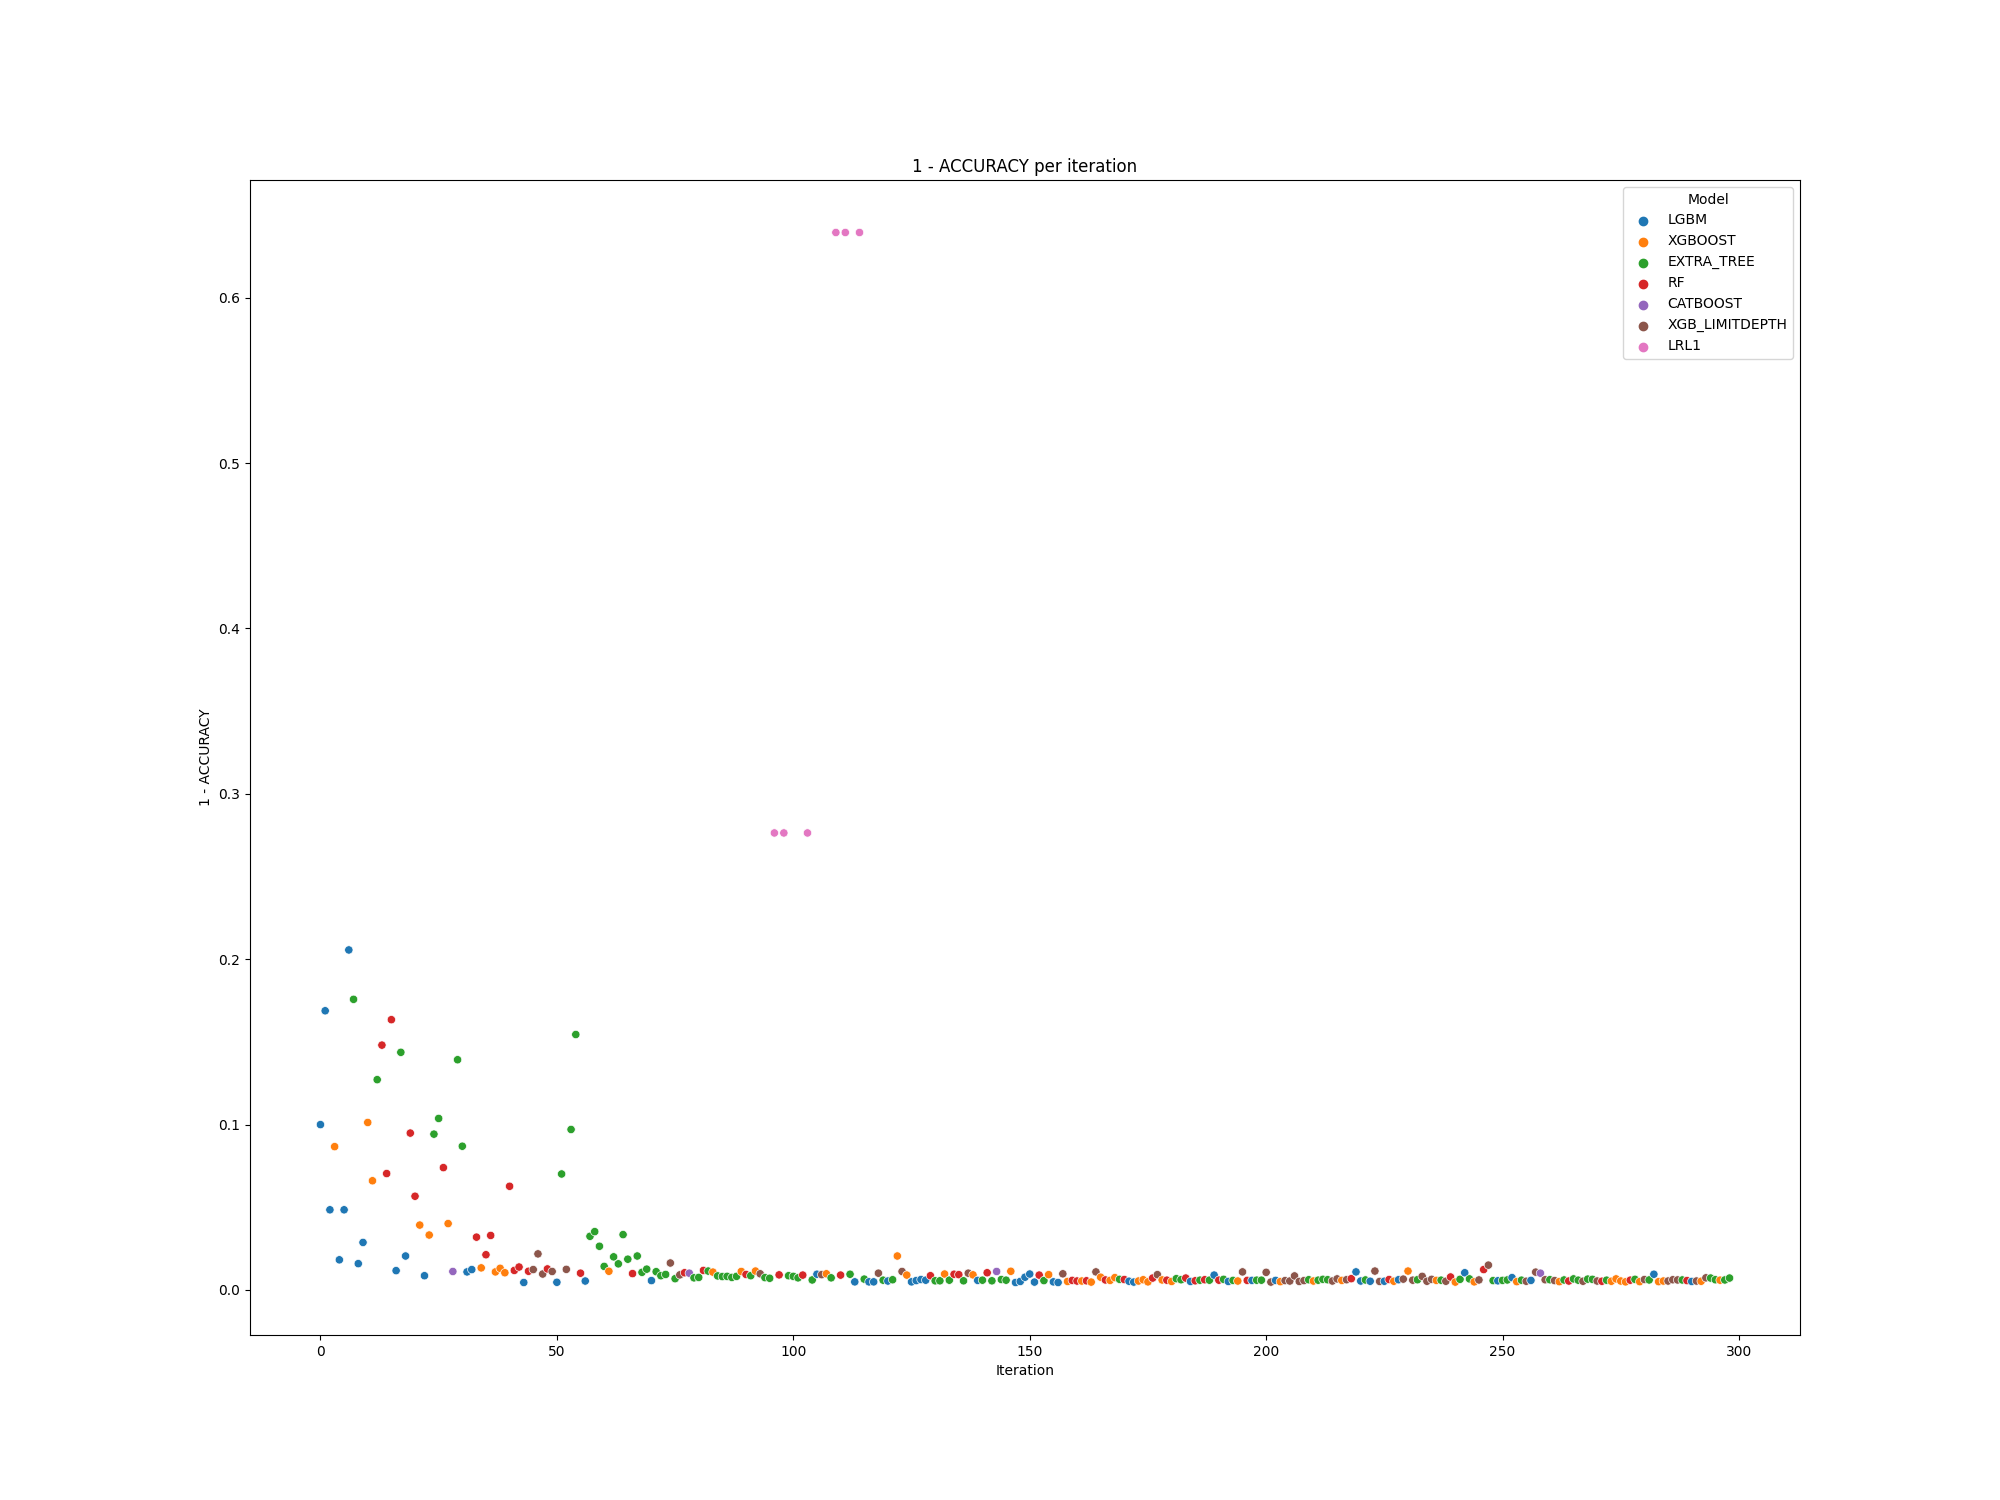 1 - ACCURACY per iteration
Model
LGBM
XGBOOST
EXTRA_TREE
RF
CATBOOST
XGB_LIMITDEPTH
LRL1
1 - ACCURACY
0.6
0.5
0.4
0.3
0.2
0.1
0.0
0 50 100 150 200 250 300
Iteration